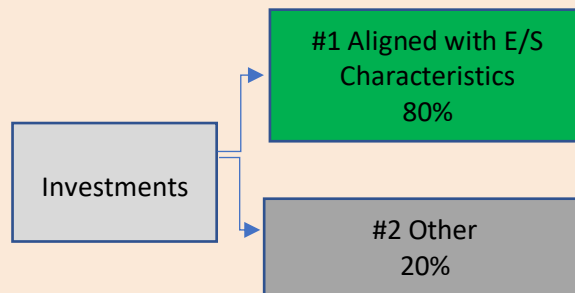 #1 Aligned with E/S
Characteristics
80%
Investments
#2 Other
20%